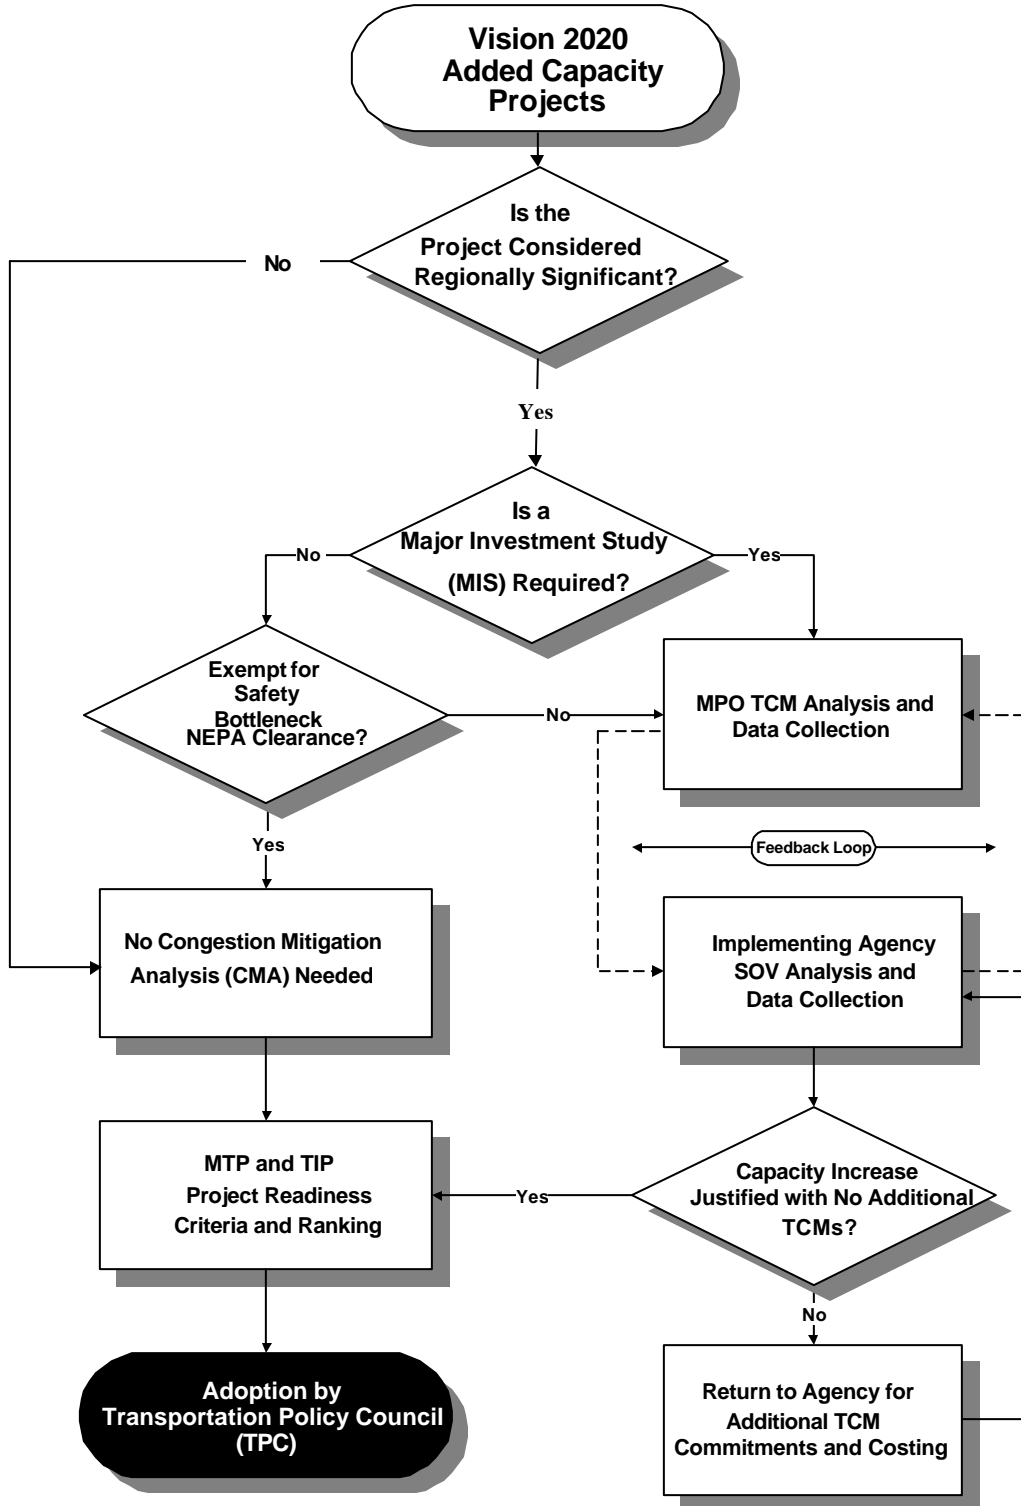 Vision 2020
Added Capacity
Projects
Is the
Project Considered
Regionally Significant?
No
Yes
Is a
Major Investment Study
(MIS) Required?
No
Yes
Exempt for
Safety
Bottleneck
NEPA Clearance?
No
MPO TCM Analysis and
Data Collection
Yes
Feedback Loop
No Congestion Mitigation
Analysis (CMA) Needed
Implementing Agency
SOV Analysis and
Data Collection
MTP and TIP
Project Readiness
Criteria and Ranking
Yes
Capacity Increase
Justified with No Additional
TCMs?
No
Adoption by
Transportation Policy Council
(TPC)
Return to Agency for
Additional TCM
Commitments and Costing